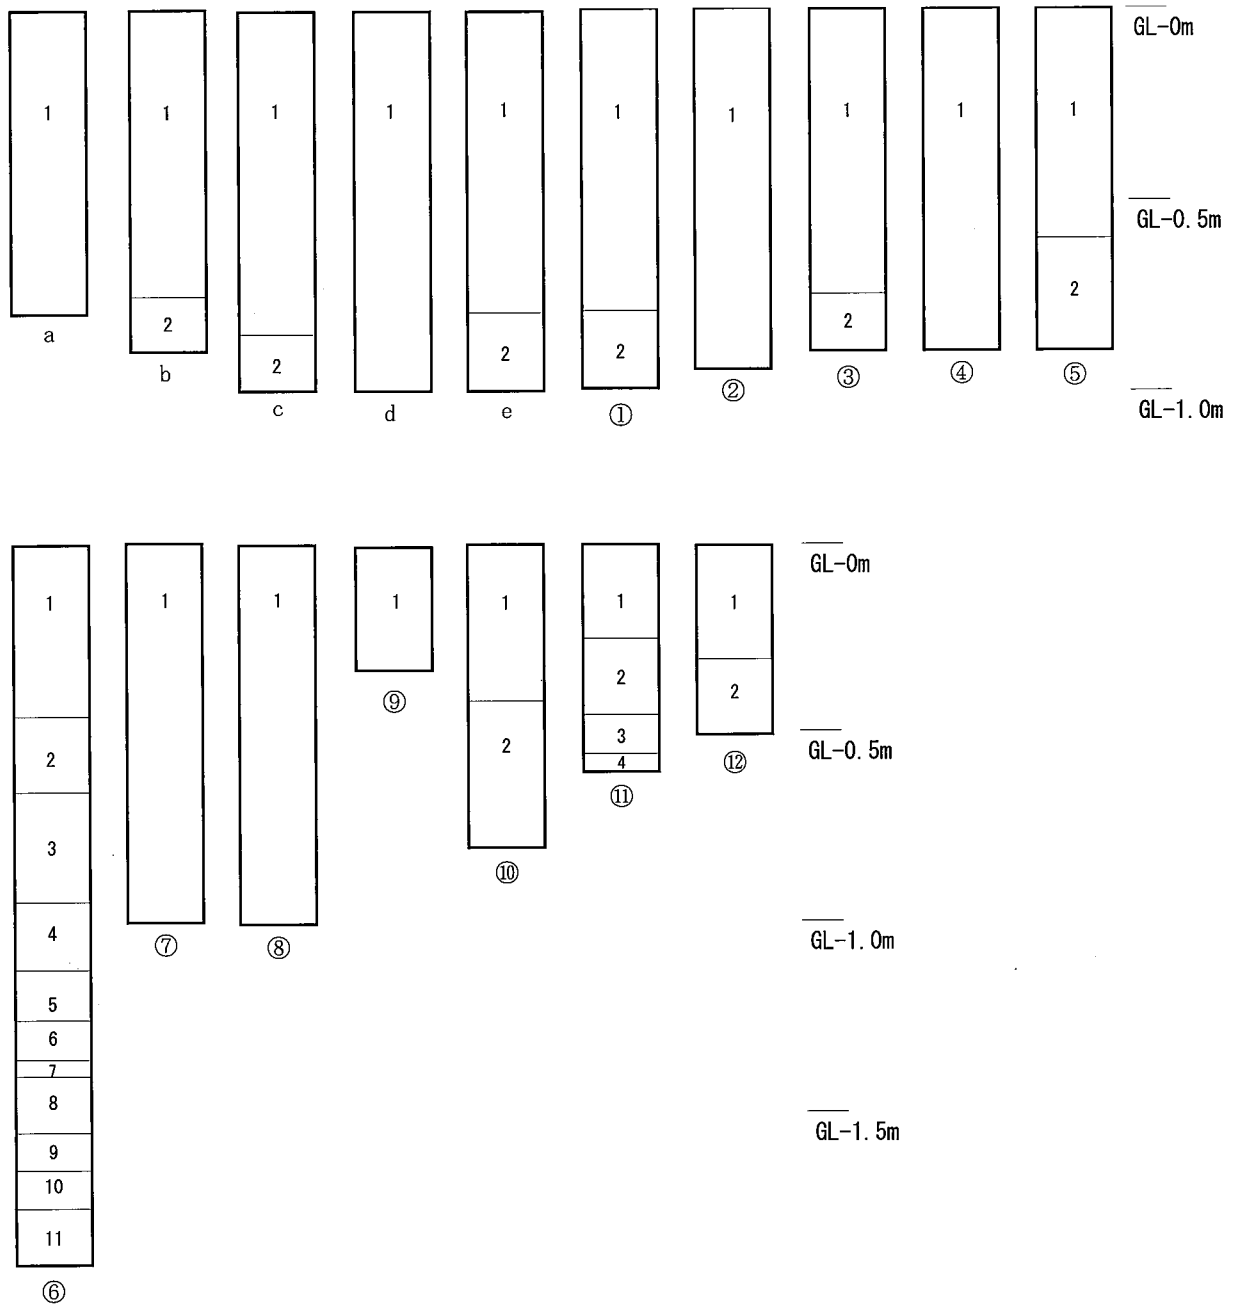 GL-0m
1 1 1 1 1 1 1 1 1 1
GL-0.5m
2 2 2 2 2 2
a b c d e ① ② ③ ④ ⑤
GL-1.0m
GL-0m
1 1 1 1 1 1 1
2 2 2 2
3 3
4 4
5
6
7
8
9
10
11
⑥ ⑦ ⑧ ⑨ ⑩ ⑪ ⑫
GL-0.5m
GL-1.0m
GL-1.5m